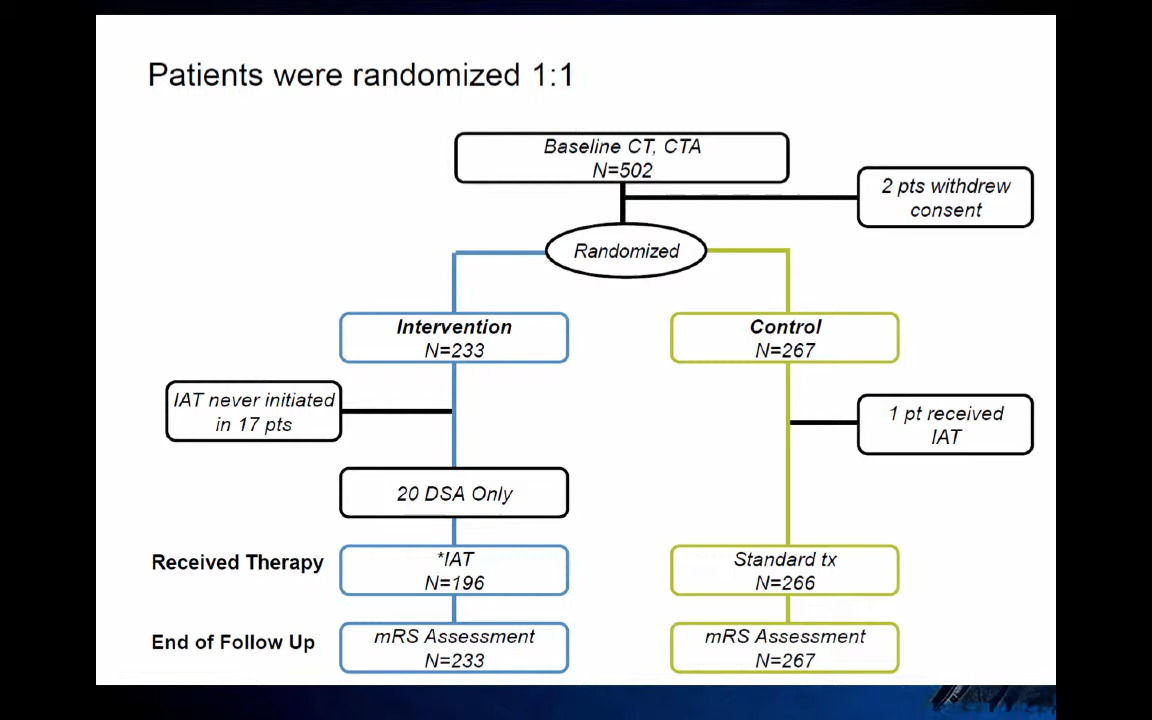 Patients were randomized 1:1
Baseline CT, CTA
N=502
2 pts withdrew
consent
Randomized
Intervention
N=233
Control
N=267
IAT never initiated
in 17 pts
1 pt received
IAT
20 DSA Only
Received Therapy
*IAT
N=196
Standard tx
N=266
End of Follow Up
mRS Assessment
N=233
mRS Assessment
N=267